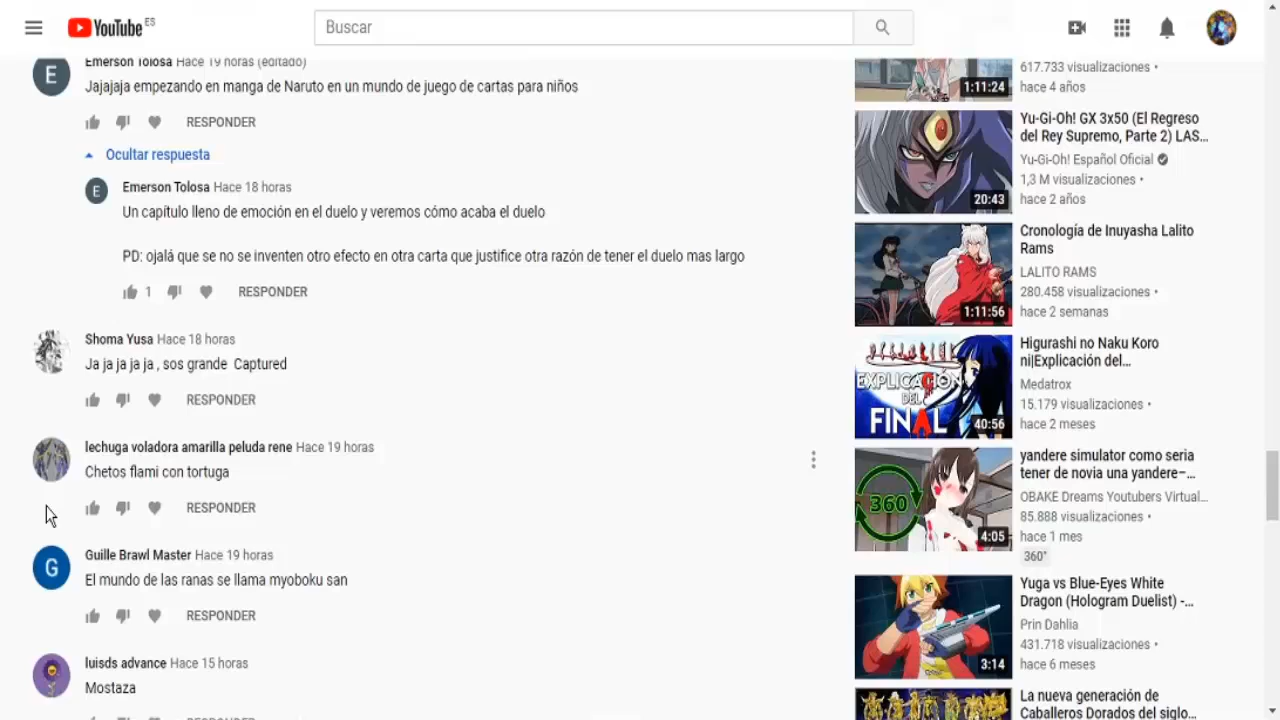 YouTube ES
Buscar
Emerson Tolosa Hace 19 horas (editado)
Jajajaja empezando en manga de Naruto en un mundo de juego de cartas para niños
RESPONDER
Ocultar respuesta
E
Emerson Tolosa Hace 18 horas
Un capítulo lleno de emoción en el duelo y veremos cómo acaba el duelo
PD: ojalá que se no se inventen otro efecto en otra carta que justifice otra razón de tener el duelo mas largo
1
RESPONDER
Shoma Yusa Hace 18 horas
Ja ja ja ja ja , sos grande Captured
RESPONDER
lechuga voladora amarilla peluda rene Hace 19 horas
Chetos flami con tortuga
RESPONDER
G
Guille Brawl Master Hace 19 horas
El mundo de las ranas se llama myoboku san
RESPONDER
luisds advance Hace 15 horas
Mostaza
RESPONDER
E
617.733 visualizaciones •
hace 4 años
1:11:24
Yu-Gi-Oh! GX 3x50 (El Regreso
del Rey Supremo, Parte 2) LAS...
Yu-Gi-Oh! Español Oficial
1,3 M visualizaciones •
hace 2 años
20:43
Cronología de Inuyasha Lalito
Rams
LALITO RAMS
280.458 visualizaciones •
hace 2 semanas
1:11:56
Higurashi no Naku Koro
ni|Explicación del...
Medatrox
15.179 visualizaciones •
hace 2 meses
EXPLICACIÓN
DEL
FINAL
40:56
yandere simulator como seria
tener de novia una yandere–...
OBAKE Dreams Youtubers Virtual...
85.888 visualizaciones •
hace 1 mes
360°
360
4:05
Yuga vs Blue-Eyes White
Dragon (Hologram Duelist) -...
Prin Dahlia
431.718 visualizaciones •
hace 6 meses
3:14
La nueva generación de
Caballeros Dorados del siglo...